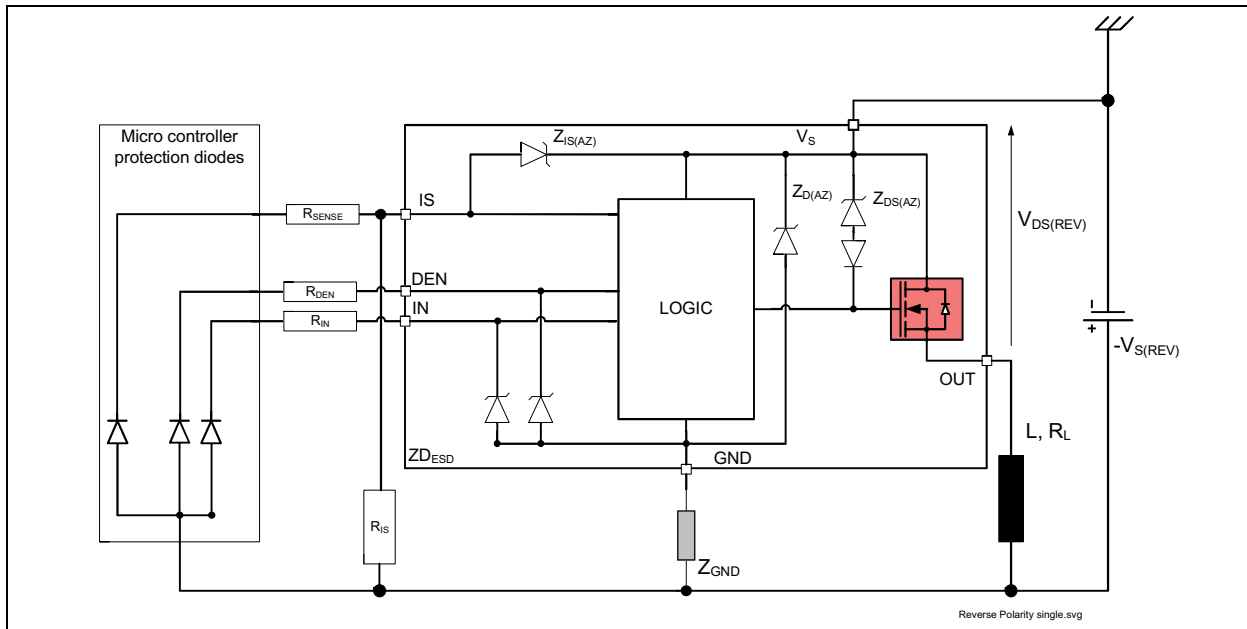 Micro controller
protection diodes
Z_IS(AZ)
V_S
Z_D(AZ)
Z_DS(AZ)
V_DS(REV)
R_SENSE
IS
R_DEN
DEN
R_IN
IN
LOGIC
-
+
-V_S(REV)
OUT
L, R_L
ZD_ESD
GND
R_IS
Z_GND
Reverse Polarity single.svg